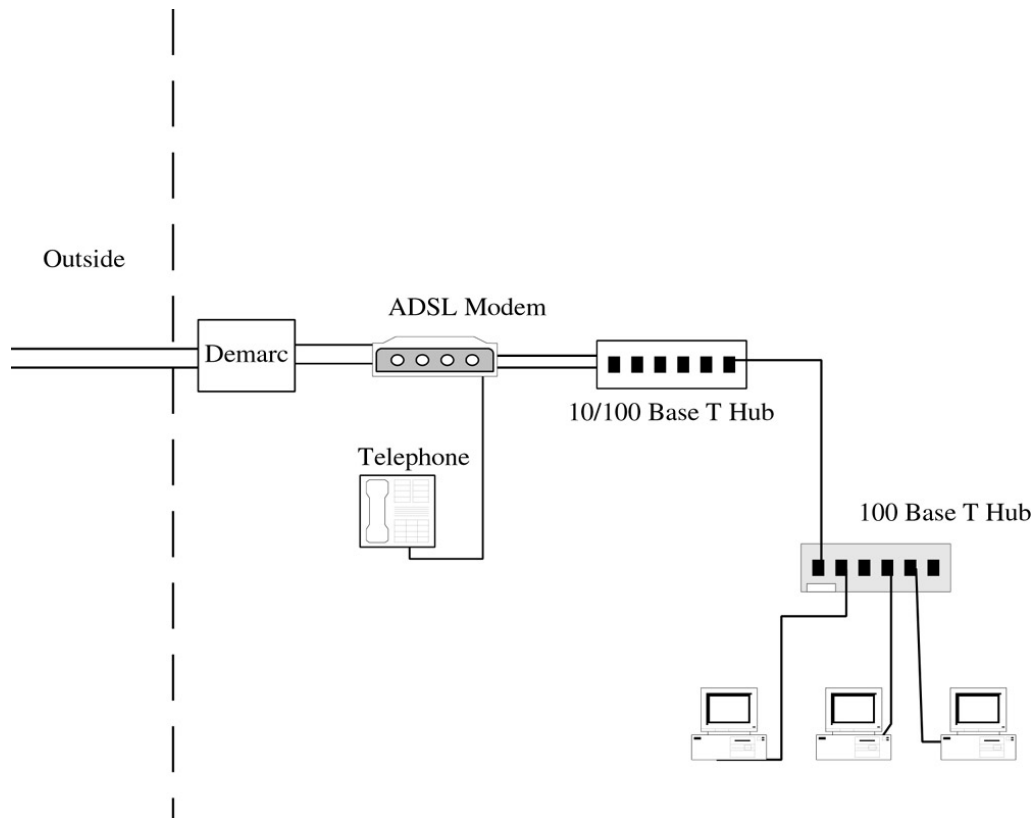 Outside
ADSL Modem
Demarc
10/100 Base T Hub
Telephone
100 Base T Hub